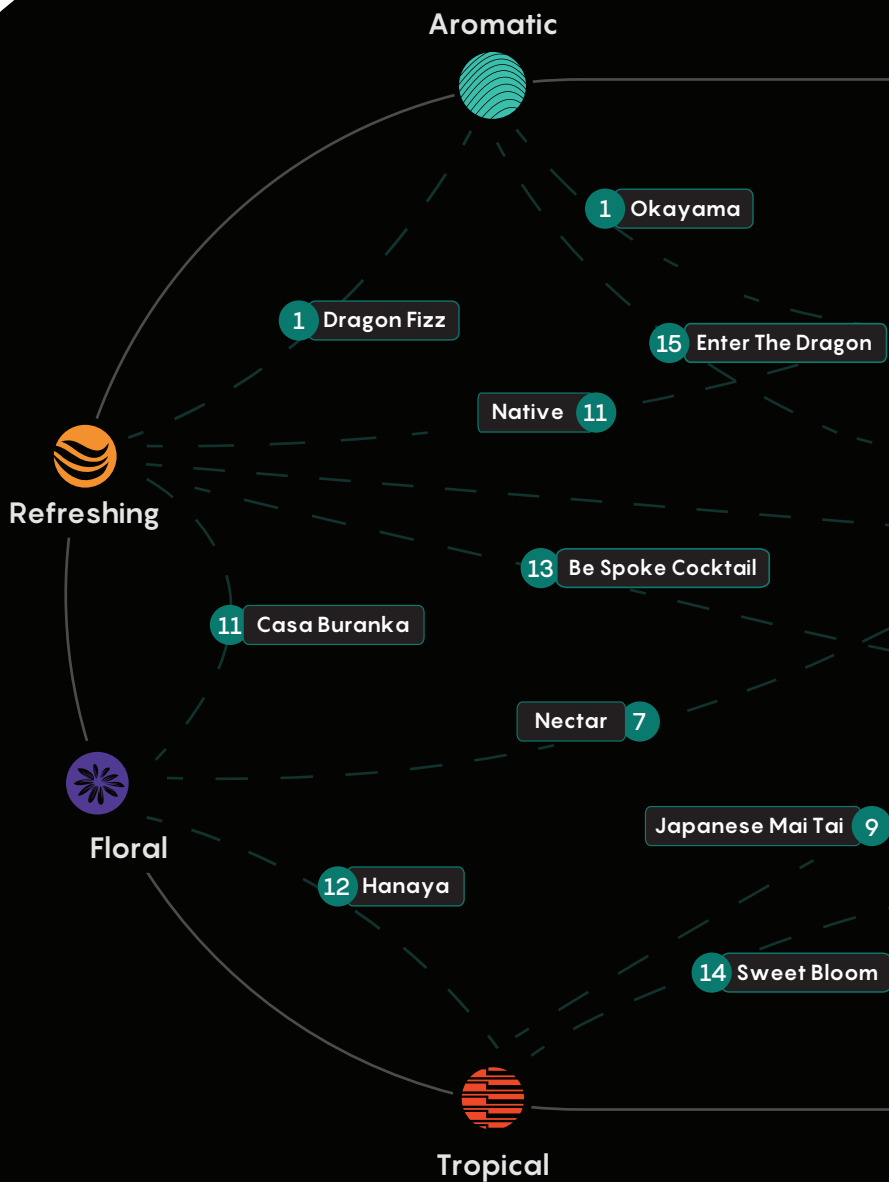 Aromatic
1 Okayama
1 Dragon Fizz
15 Enter The Dragon
Native 11
Refreshing
13 Be Spoke Cocktail
11 Casa Buranka
Nectar 7
Japanese Mai Tai 9
Floral
12 Hanaya
14 Sweet Bloom
Tropical